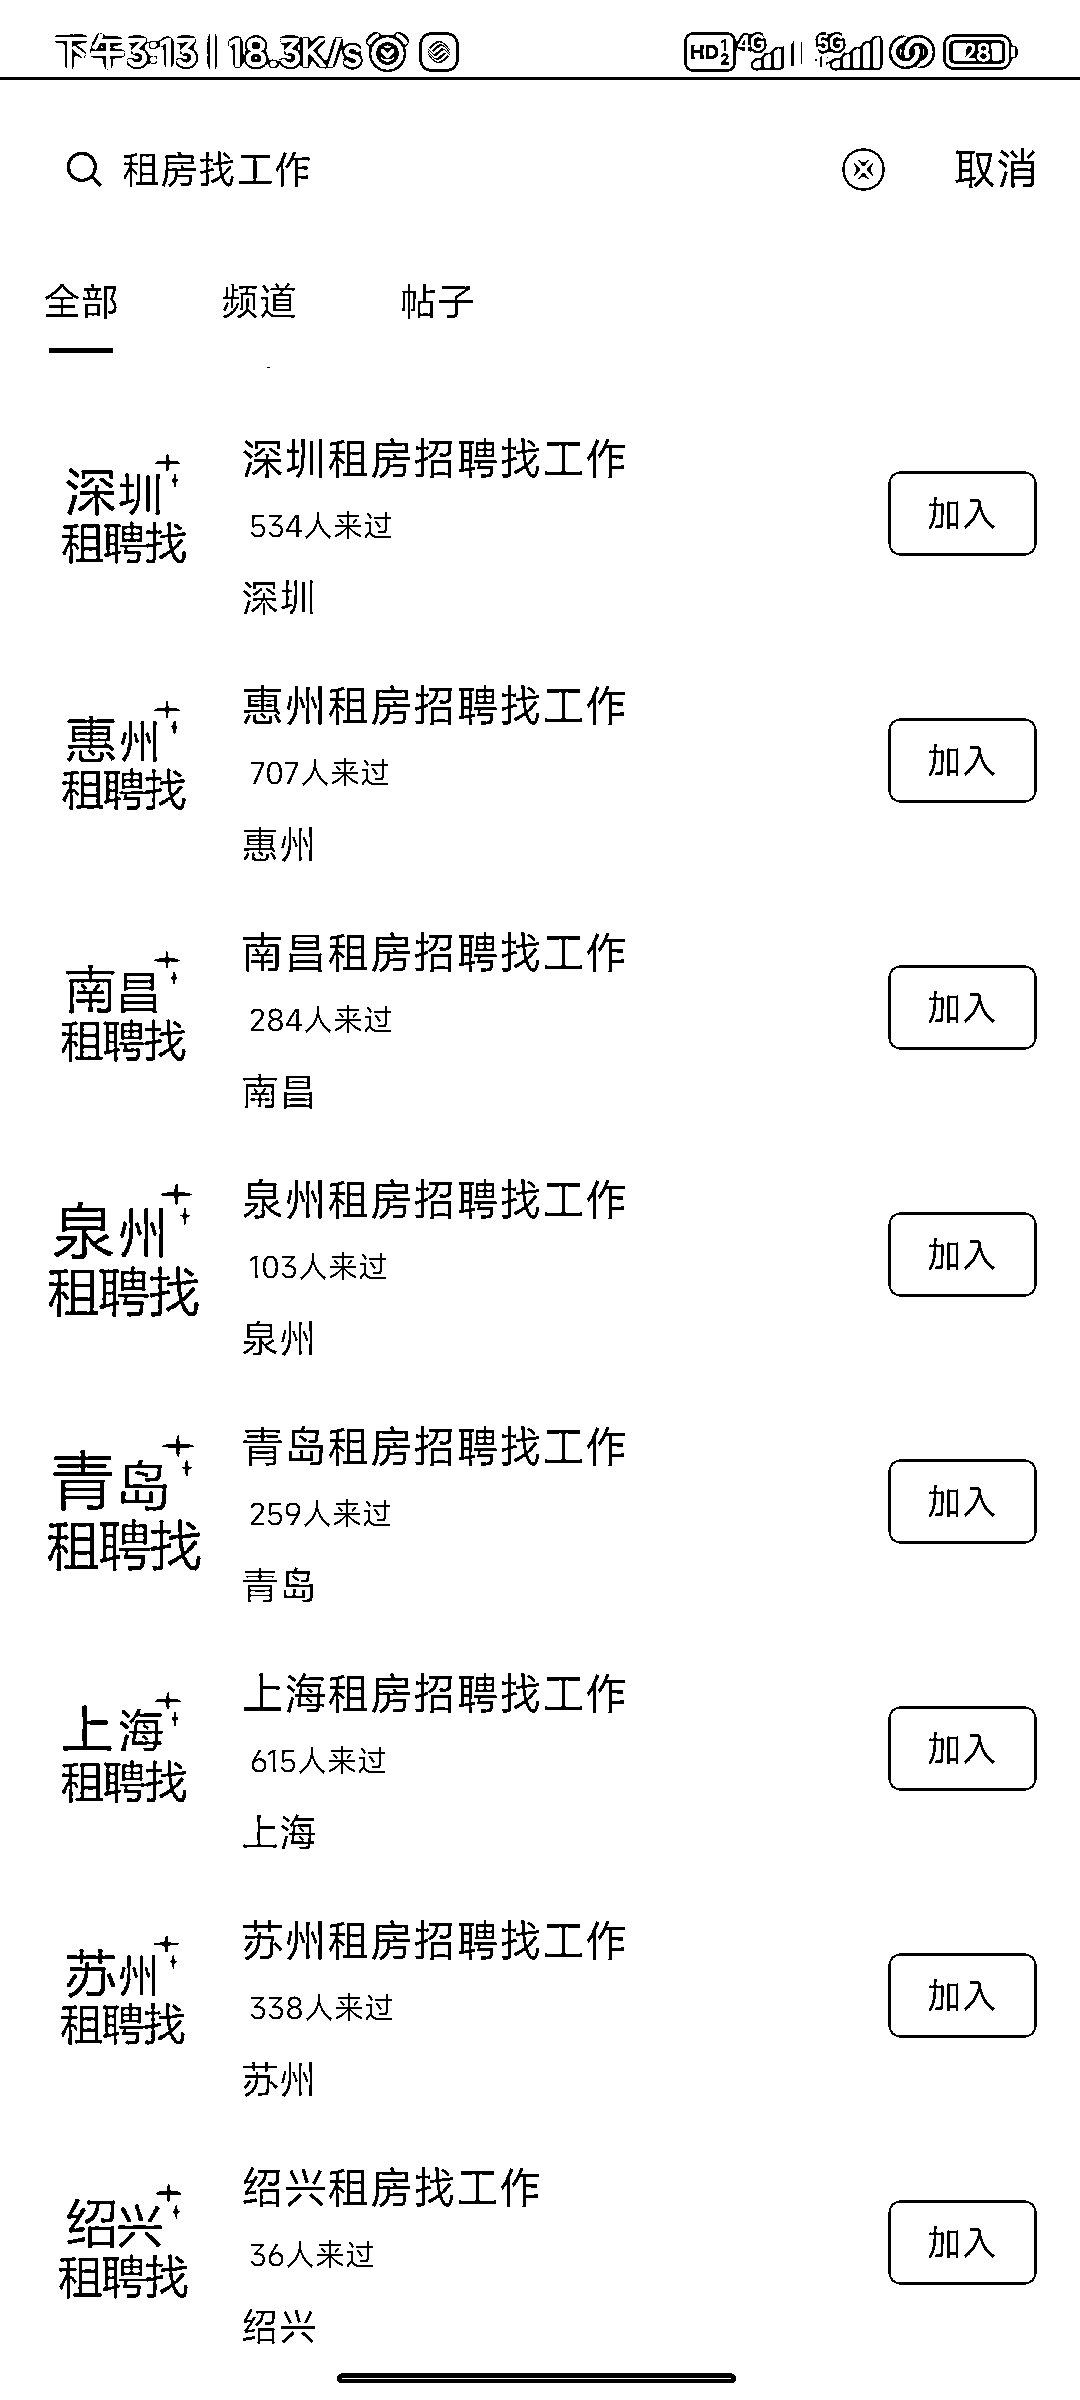 下午3:13 | 18.3K/s
HD 1 2 4G 5G 28
租房找工作
取消
全部 频道 帖子
深圳
租聘找
深圳租房招聘找工作
534人来过
深圳
加入
惠州
租聘找
惠州租房招聘找工作
707人来过
惠州
加入
南昌
租聘找
南昌租房招聘找工作
284人来过
南昌
加入
泉州
租聘找
泉州租房招聘找工作
103人来过
泉州
加入
青岛
租聘找
青岛租房招聘找工作
259人来过
青岛
加入
上海
租聘找
上海租房招聘找工作
615人来过
上海
加入
苏州
租聘找
苏州租房招聘找工作
338人来过
苏州
加入
绍兴
租聘找
绍兴租房找工作
36人来过
绍兴
加入